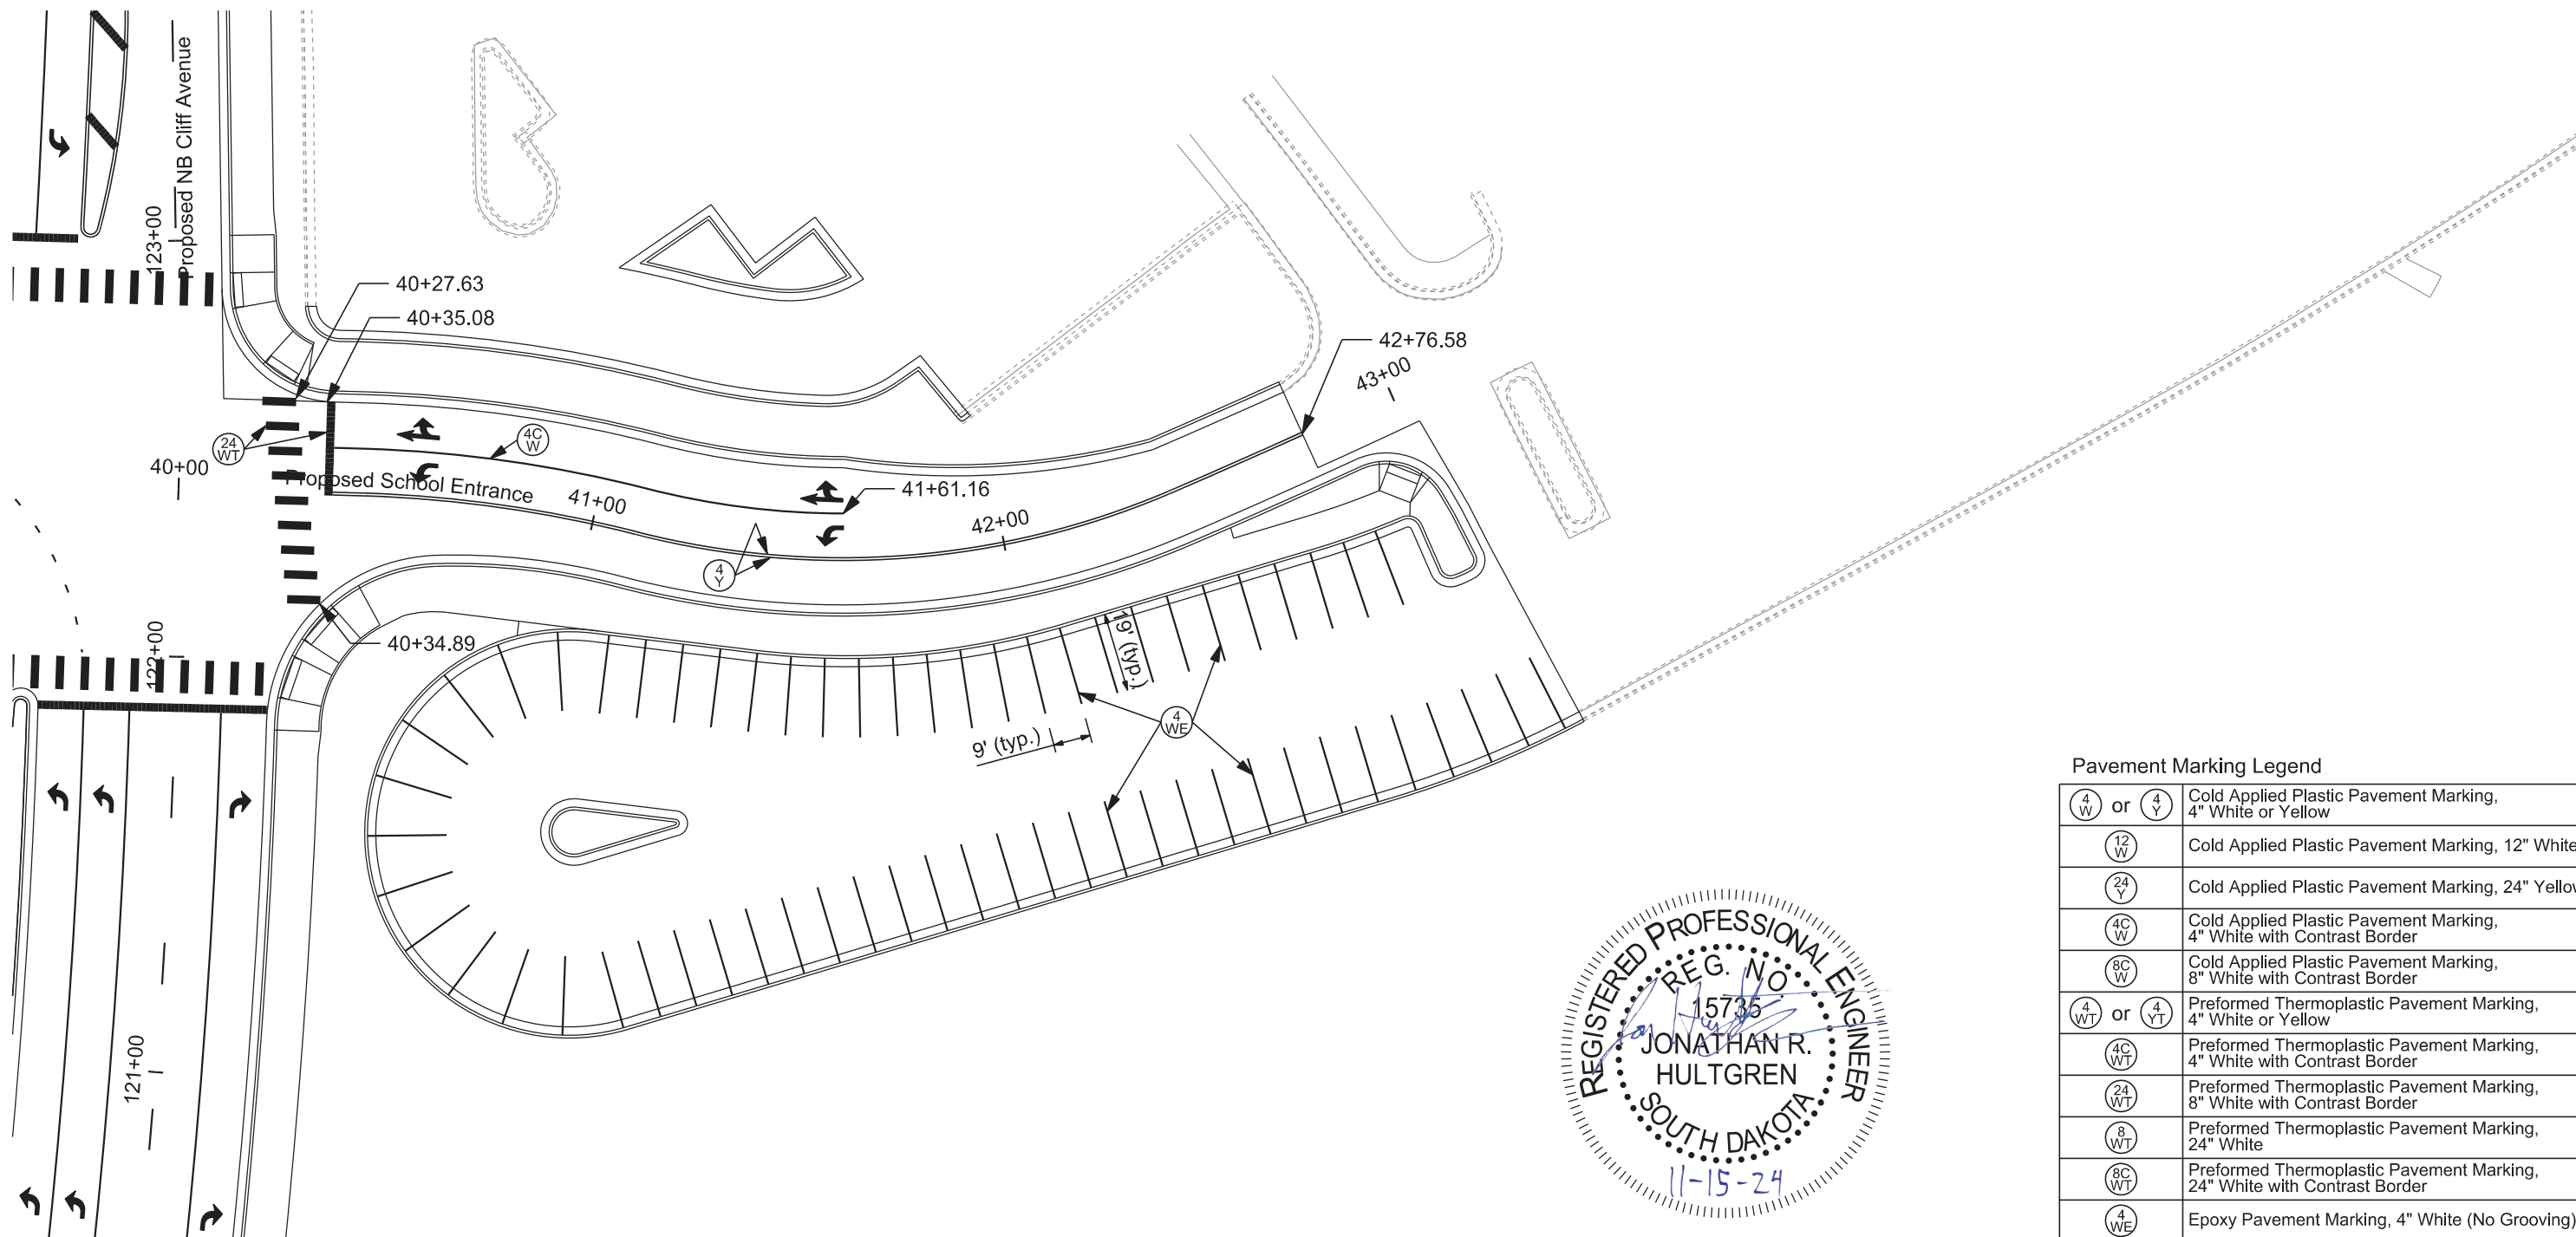 Proposed NB Cliff Avenue
123+00
40+27.63
40+35.08
42+76.58
43+00
4C
W
24
WT
40+00
Proposed School Entrance
41+00
41+61.16
42+00
4
Y
40+34.89
122+00
19' (typ.)
9' (typ.)
4
WE
121+00
REGISTERED PROFESSIONAL ENGINEER
REG. NO.
15735
JONATHAN R.
HULTGREN
SOUTH DAKOTA
11-15-24
Pavement Marking Legend
4 W or 4 Y Cold Applied Plastic Pavement Marking,
4" White or Yellow
12 W Cold Applied Plastic Pavement Marking, 12" White
24 Y Cold Applied Plastic Pavement Marking, 24" Yellow
4C W Cold Applied Plastic Pavement Marking,
4" White with Contrast Border
8C W Cold Applied Plastic Pavement Marking,
8" White with Contrast Border
4 WT or 4 YT Preformed Thermoplastic Pavement Marking,
4" White or Yellow
4C WT Preformed Thermoplastic Pavement Marking,
4" White with Contrast Border
24 WT Preformed Thermoplastic Pavement Marking,
8" White with Contrast Border
8 WT Preformed Thermoplastic Pavement Marking,
24" White
8C WT Preformed Thermoplastic Pavement Marking,
24" White with Contrast Border
4 WE Epoxy Pavement Marking, 4" White (No Grooving)